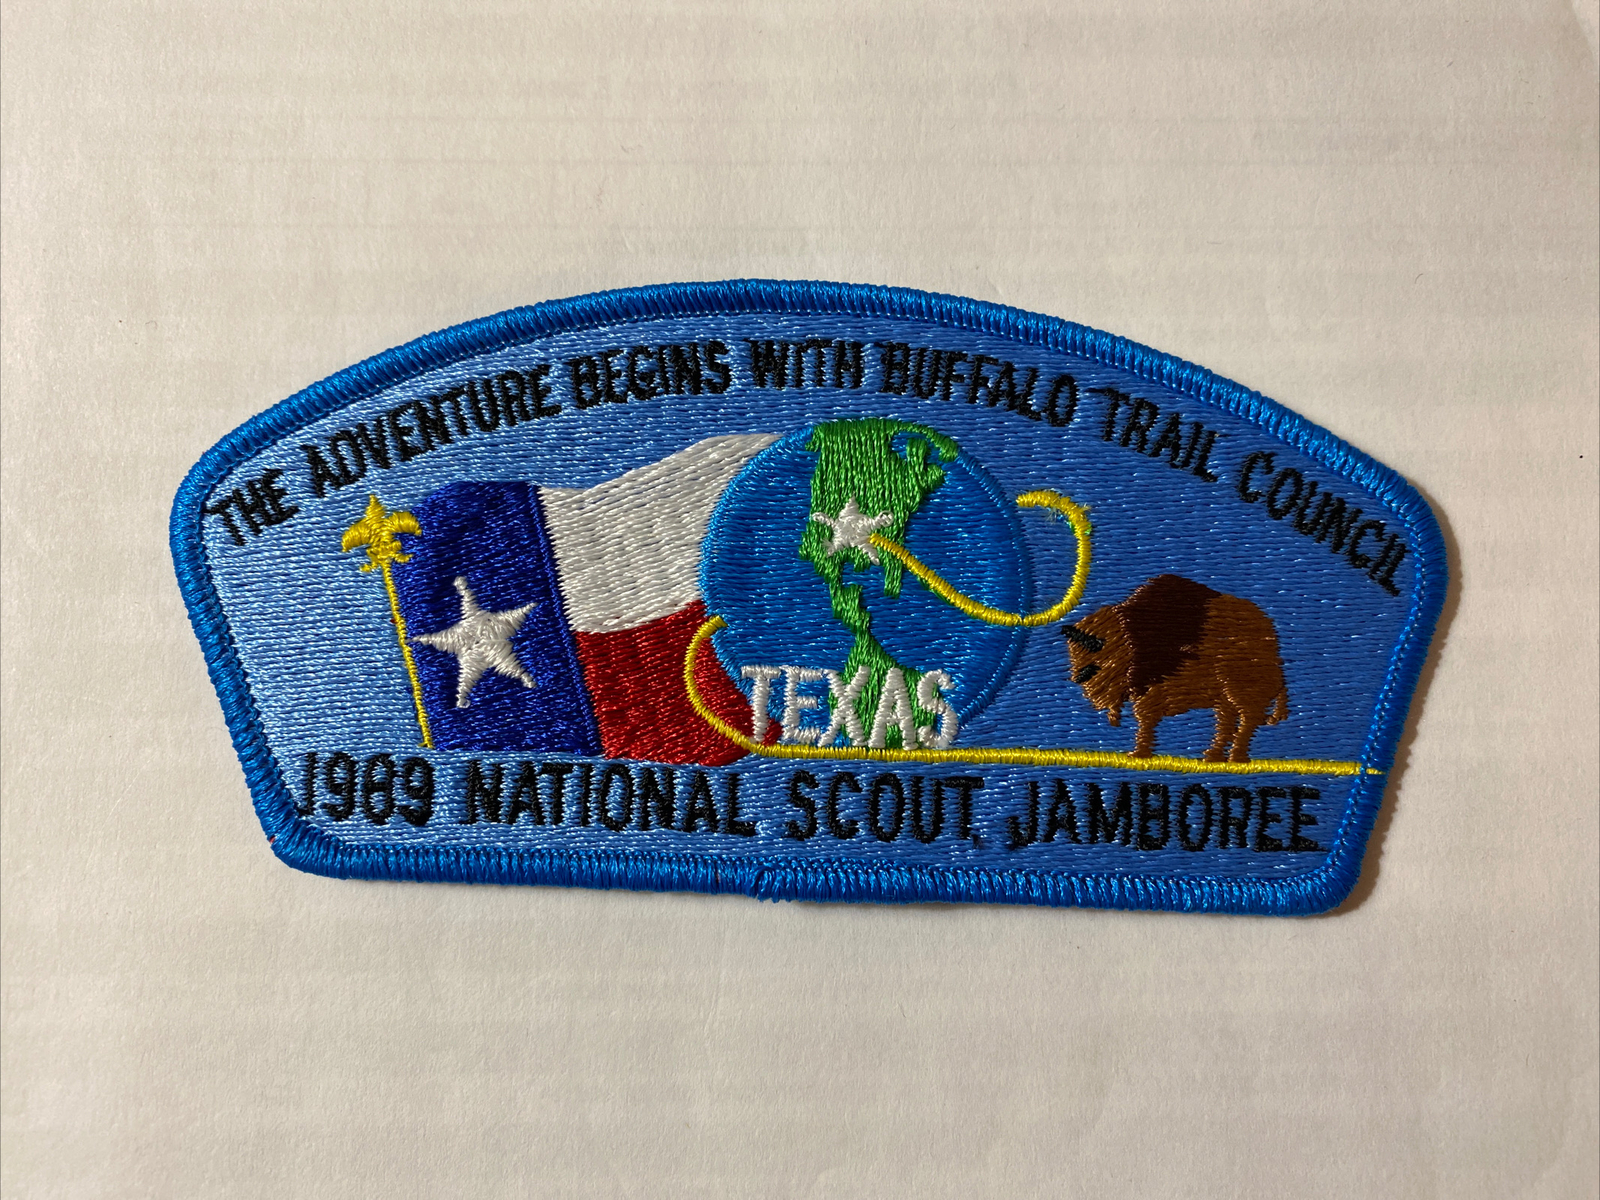 THE ADVENTURE BEGINS WITH BUFFALO TRAIL COUNCIL
TEXAS
1989 NATIONAL SCOUT JAMBOREE